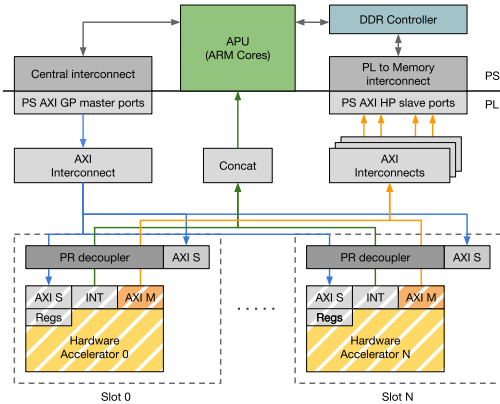 APU
(ARM Cores)
DDR Controller
Central interconnect
PL to Memory
interconnect
PS
PS AXI GP master ports
PS AXI HP slave ports
PL
AXI
Interconnect
Concat
AXI
Interconnects
PR decoupler
AXI S
PR decoupler
AXI S
AXI S
INT
AXI M
AXI S
INT
AXI M
Regs
Regs
Hardware
Accelerator 0
Hardware
Accelerator N
Slot 0
Slot N